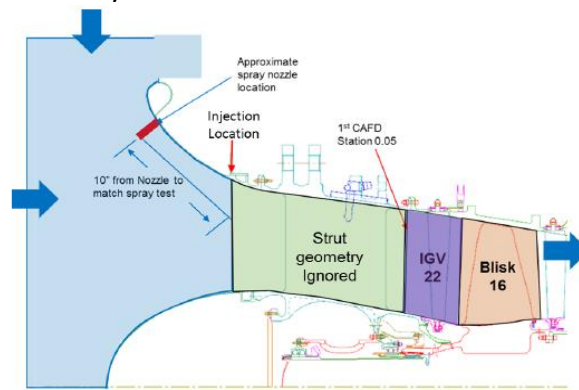 Approximate
spray nozzle
location
Injection
Location
1st CAFD
Station 0.05
10" from Nozzle to
match spray test
Strut
geometry
Ignored
IGV
22
Blisk
16